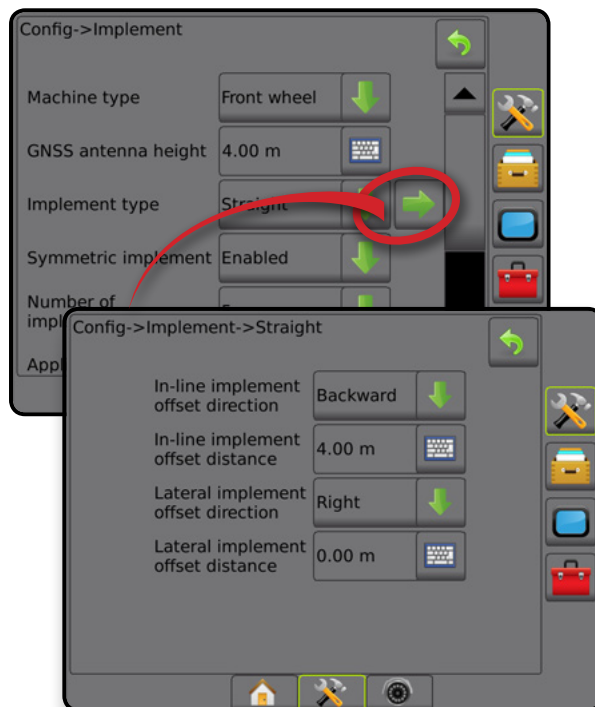 Config->Implement
Machine type Front wheel
GNSS antenna height 4.00 m
Implement type Straight
Symmetric implement Enabled
Number of
Config->Implement->Straight
In-line implement
offset direction Backward
In-line implement
offset distance 4.00 m
Lateral implement
offset direction Right
Lateral implement
offset distance 0.00 m